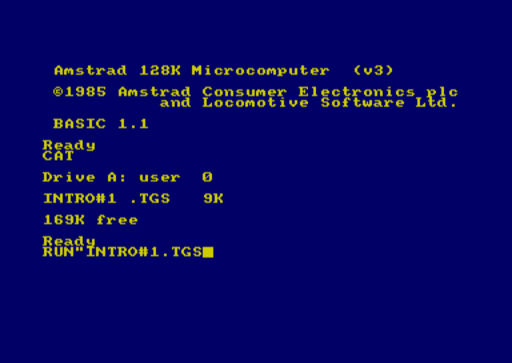 Amstrad 128K Microcomputer  (v3)
©1985 Amstrad Consumer Electronics plc
and Locomotive Software Ltd.
BASIC 1.1
Ready
CAT
Drive A: user  0
INTRO#1 .TGS   9K
169K free
Ready
RUN"INTRO#1.TGS